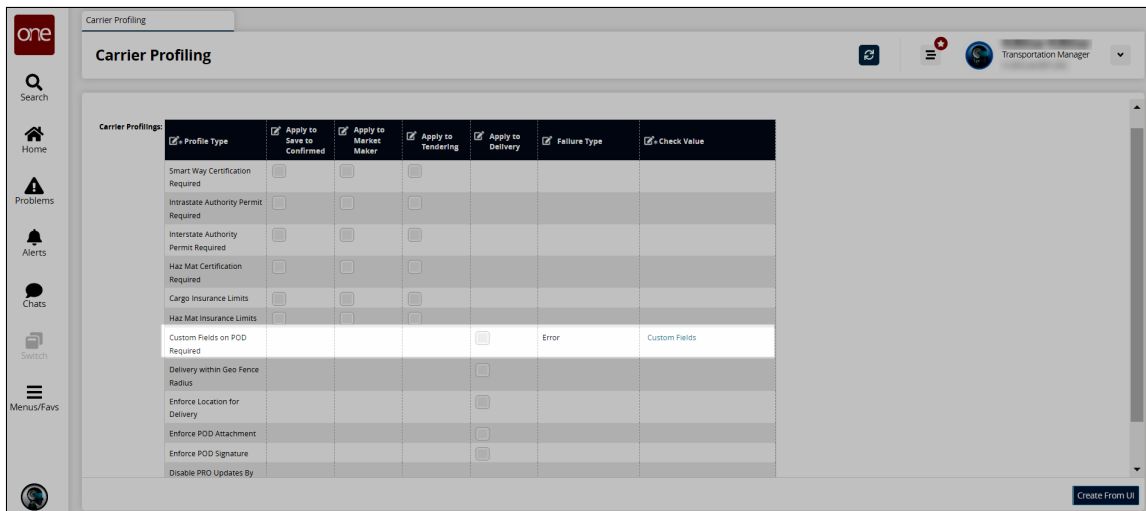 one
Carrier Profiling
Carrier Profiling
Transportation Manager
Search
Home
Problems
Alerts
Chats
Switch
Menus/Favs
Carrier Profilings:
Profile Type
Apply to
Save to
Confirmed
Apply to
Market
Maker
Apply to
Tendering
Apply to
Delivery
Failure Type
Check Value
Smart Way Certification
Required
Intrastate Authority Permit
Required
Interstate Authority
Permit Required
Haz Mat Certification
Required
Cargo Insurance Limits
Haz Mat Insurance Limits
Custom Fields on POD
Required
Error
Custom Fields
Delivery within Geo Fence
Radius
Enforce Location for
Delivery
Enforce POD Attachment
Enforce POD Signature
Disable PRO Updates By
Create From UI